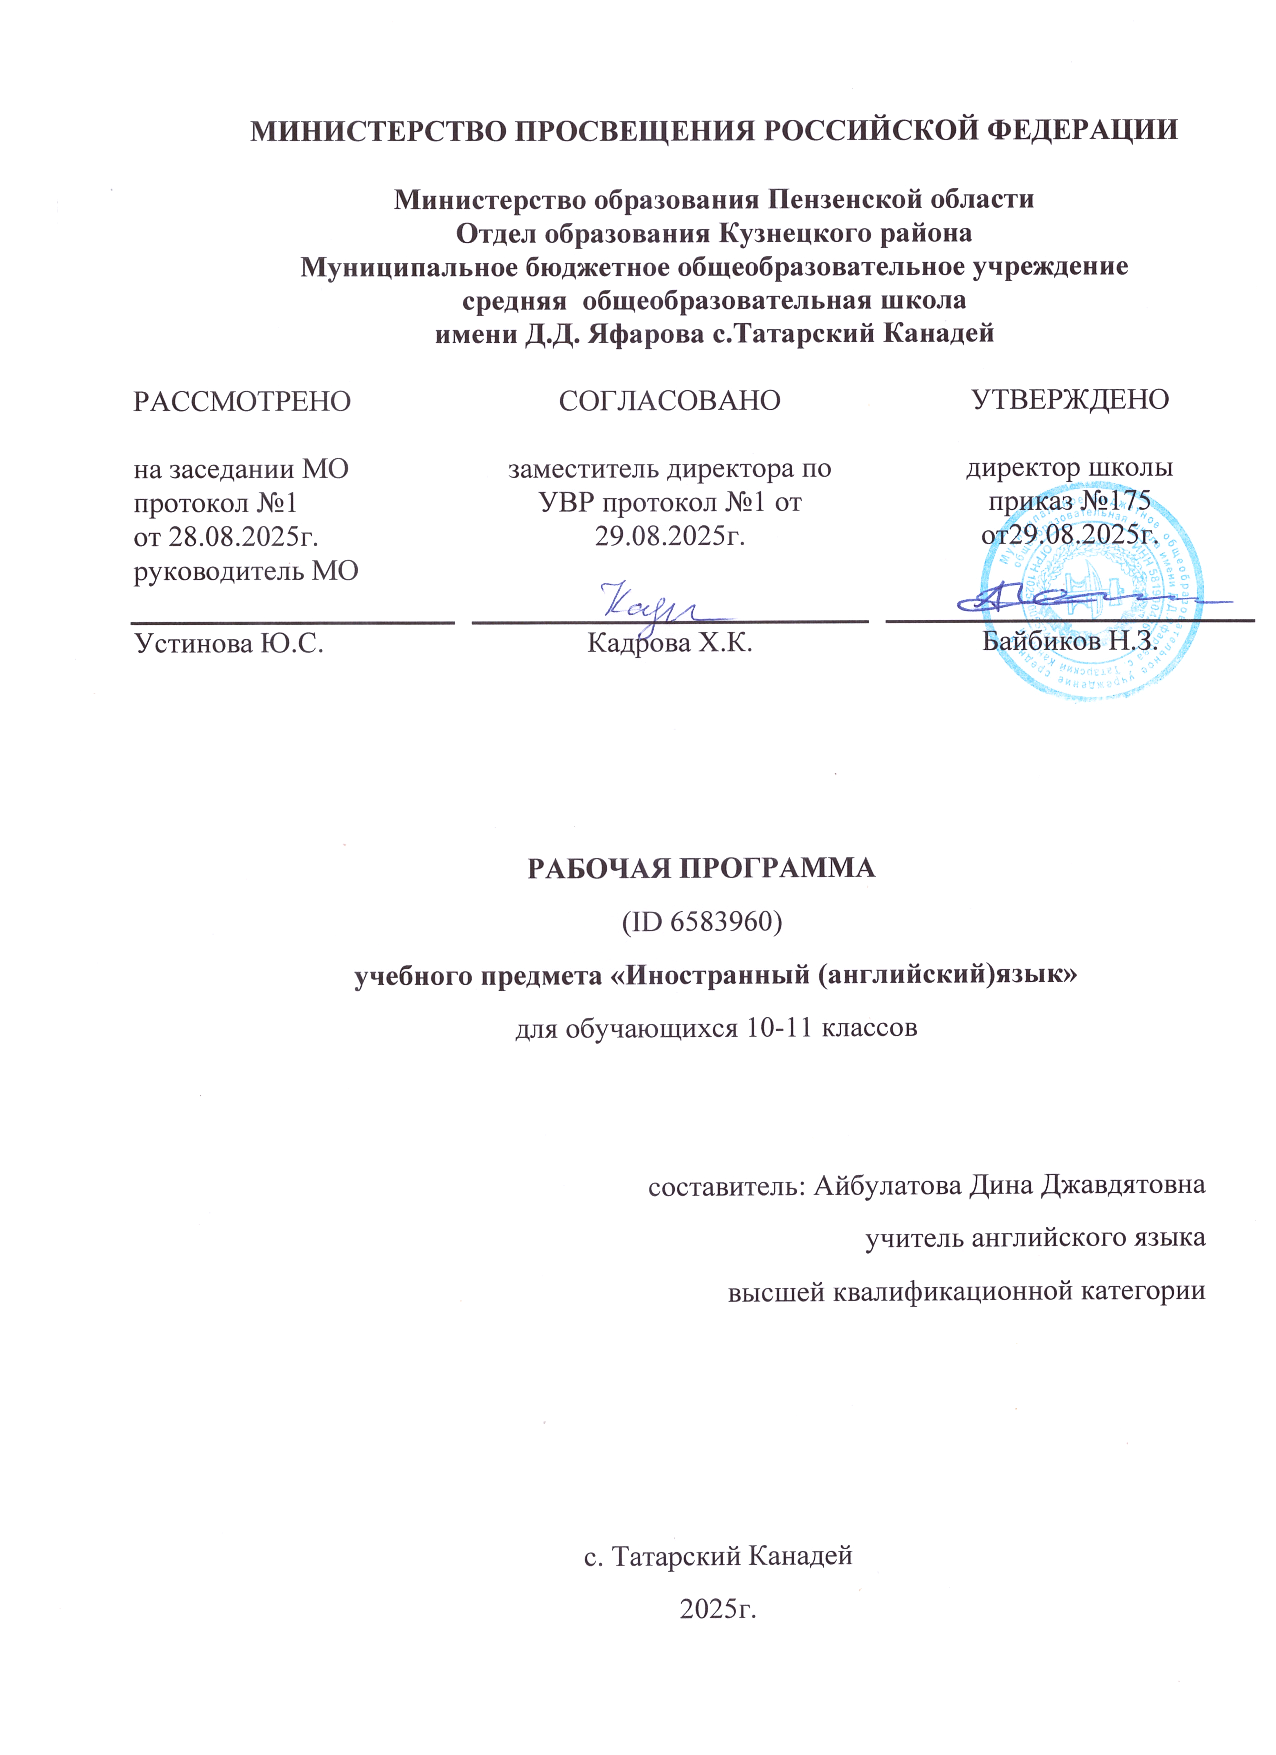 МИНИСТЕРСТВО ПРОСВЕЩЕНИЯ РОССИЙСКОЙ ФЕДЕРАЦИИ
Министерство образования Пензенской области
Отдел образования Кузнецкого района
Муниципальное бюджетное общеобразовательное учреждение
средняя общеобразовательная школа
имени Д.Д. Яфарова с.Татарский Канадей
РАССМОТРЕНО
на заседании МО
протокол №1
от 28.08.2025г.
руководитель МО
Устинова Ю.С.
СОГЛАСОВАНО
заместитель директора по
УВР протокол №1 от
29.08.2025г.
Кадрова Х.К.
УТВЕРЖДЕНО
директор школы
приказ №175
от29.08.2025г.
Байбиков Н.З.
РАБОЧАЯ ПРОГРАММА
(ID 6583960)
учебного предмета «Иностранный (английский)язык»
для обучающихся 10-11 классов
составитель: Айбулатова Дина Джавдятовна
учитель английского языка
высшей квалификационной категории
с. Татарский Канадей
2025г.